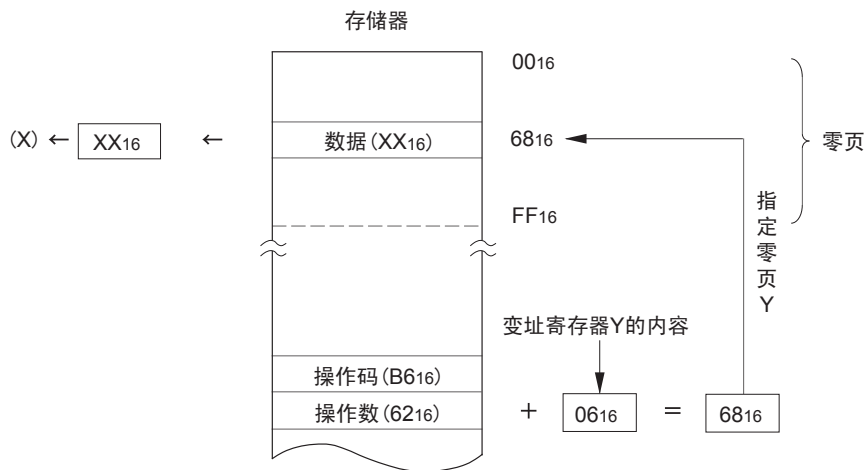 存储器
0016
(X) ← XX16 ← 数据(XX16) 6816
零页
FF16
指定零页Y
变址寄存器Y的内容
操作码(B616)
操作数(6216) + 0616 = 6816